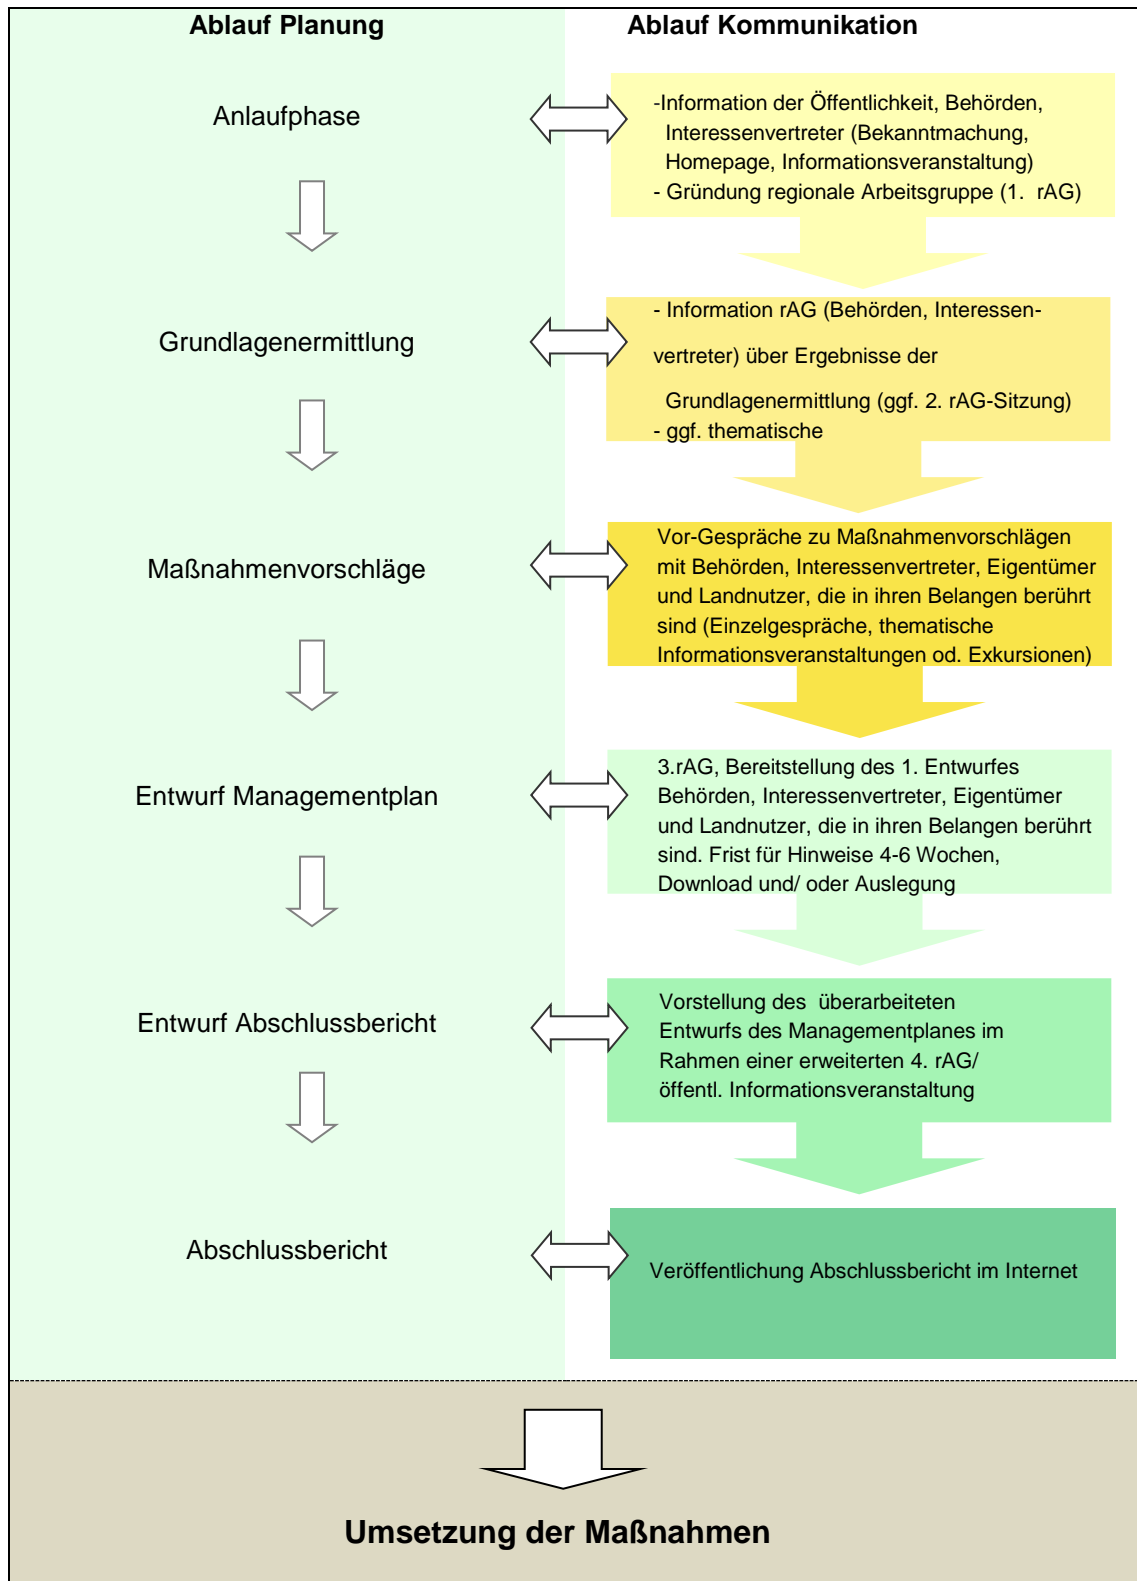 Ablauf Planung
Ablauf Kommunikation
Anlaufphase
-Information der Öffentlichkeit, Behörden,
Interessenvertreter (Bekanntmachung,
Homepage, Informationsveranstaltung)
- Gründung regionale Arbeitsgruppe (1. rAG)
Grundlagenermittlung
- Information rAG (Behörden, Interessen-
vertreter) über Ergebnisse der
Grundlagenermittlung (ggf. 2. rAG-Sitzung)
- ggf. thematische
Maßnahmenvorschläge
Vor-Gespräche zu Maßnahmenvorschlägen
mit Behörden, Interessenvertreter, Eigentümer
und Landnutzer, die in ihren Belangen berührt
sind (Einzelgespräche, thematische
Informationsveranstaltungen od. Exkursionen)
Entwurf Managementplan
3.rAG, Bereitstellung des 1. Entwurfes
Behörden, Interessenvertreter, Eigentümer
und Landnutzer, die in ihren Belangen berührt
sind. Frist für Hinweise 4-6 Wochen,
Download und/ oder Auslegung
Entwurf Abschlussbericht
Vorstellung des überarbeiteten
Entwurfs des Managementplanes im
Rahmen einer erweiterten 4. rAG/
öffentl. Informationsveranstaltung
Abschlussbericht
Veröffentlichung Abschlussbericht im Internet
Umsetzung der Maßnahmen